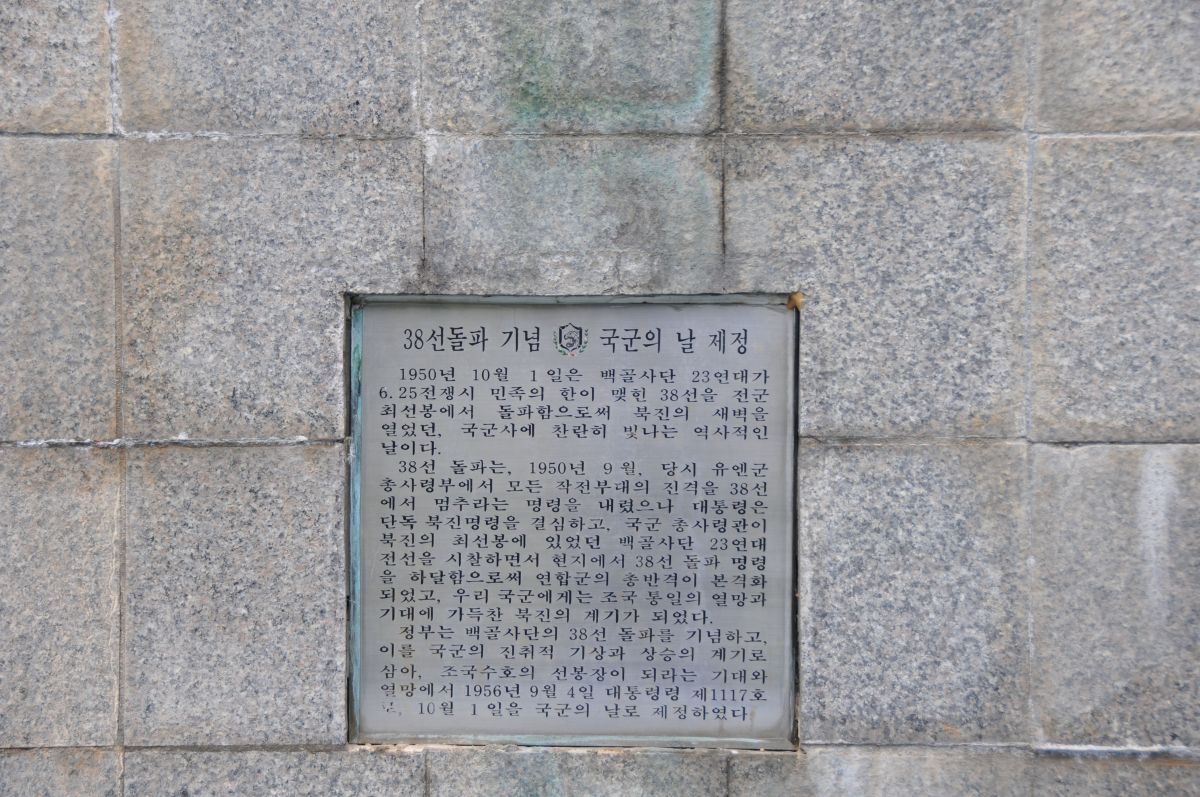 38선돌파 기념 국군의 날 제정
1950년 10월 1일은 백골사단 23연대가
6.25전쟁시 민족의 한이 맺힌 38선을 전군
최선봉에서 돌파함으로써 북진의 새벽을
열었던, 국군사에 찬란히 빛나는 역사적인
날이다.
38선 돌파는, 1950년 9월, 당시 유엔군
총사령부에서 모든 작전부대의 진격을 38선
에서 멈추라는 명령을 내렸으나 대통령은
단독 북진명령을 결심하고, 국군 총사령관이
북진의 최선봉에 있었던 백골사단 23연대
전선을 시찰하면서 현지에서 38선 돌파 명령
을 하달함으로써 연합군의 총반격이 본격화
되었고, 우리 국군에게는 조국 통일의 열망과
기대에 가득찬 북진의 계기가 되었다.
정부는 백골사단의 38선 돌파를 기념하고,
이를 국군의 진취적 기상과 상승의 계기로
삼아, 조국수호의 선봉장이 되라는 기대와
열망에서 1956년 9월 4일 대통령령 제1117호
로, 10월 1일을 국군의 날로 제정하였다